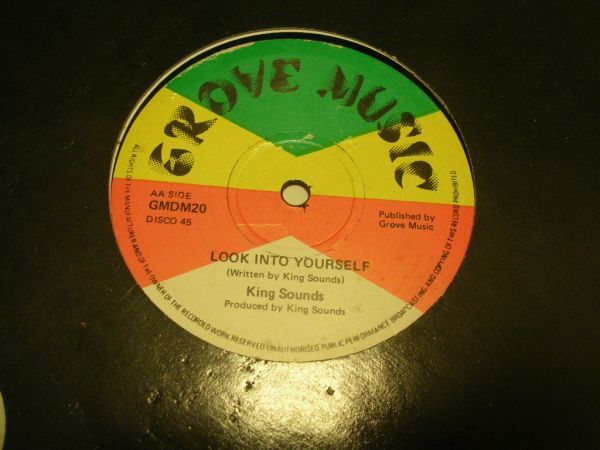 GROVE MUSIC
AA SIDE
GMDM20
DISCO 45
Published by
Grove Music
LOOK INTO YOURSELF
(Written by King Sounds)
King Sounds
Produced by King Sounds
ALL RIGHTS OF THE MANUFACTURER AND OF THE OWNER OF THE RECORDED WORK RESERVED UNAUTHORISED PUBLIC PERFORMANCE BROADCASTING AND COPYING OF THIS RECORD PROHIBITED